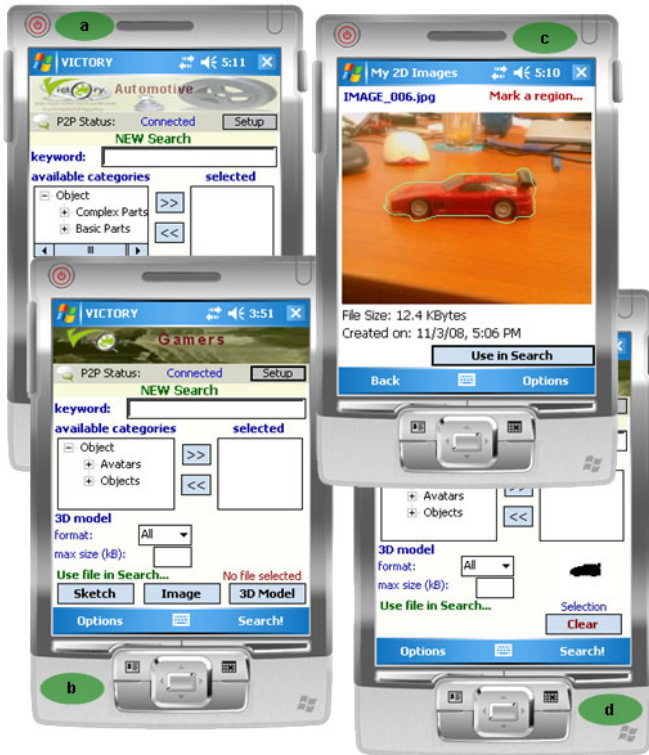 a
VICTORY 5:11
Victory Automotive
P2P Status: Connected Setup
NEW Search
keyword:
available categories selected
Object
Complex Parts
Basic Parts
>>
<<
b
VICTORY 3:51
Gamers
P2P Status: Connected Setup
NEW Search
keyword:
available categories selected
Object
Avatars
Objects
>>
<<
3D model
format: All
max size (kB):
Use file in Search... No file selected
Sketch Image 3D Model
Options Search!
c
My 2D Images 5:10
IMAGE_006.jpg Mark a region...
File Size: 12.4 KBytes
Created on: 11/3/08, 5:06 PM
Use in Search
Back Options
d
Avatars
Objects
<<
3D model
format: All
max size (kB):
Use file in Search... Selection
Clear
Options Search!